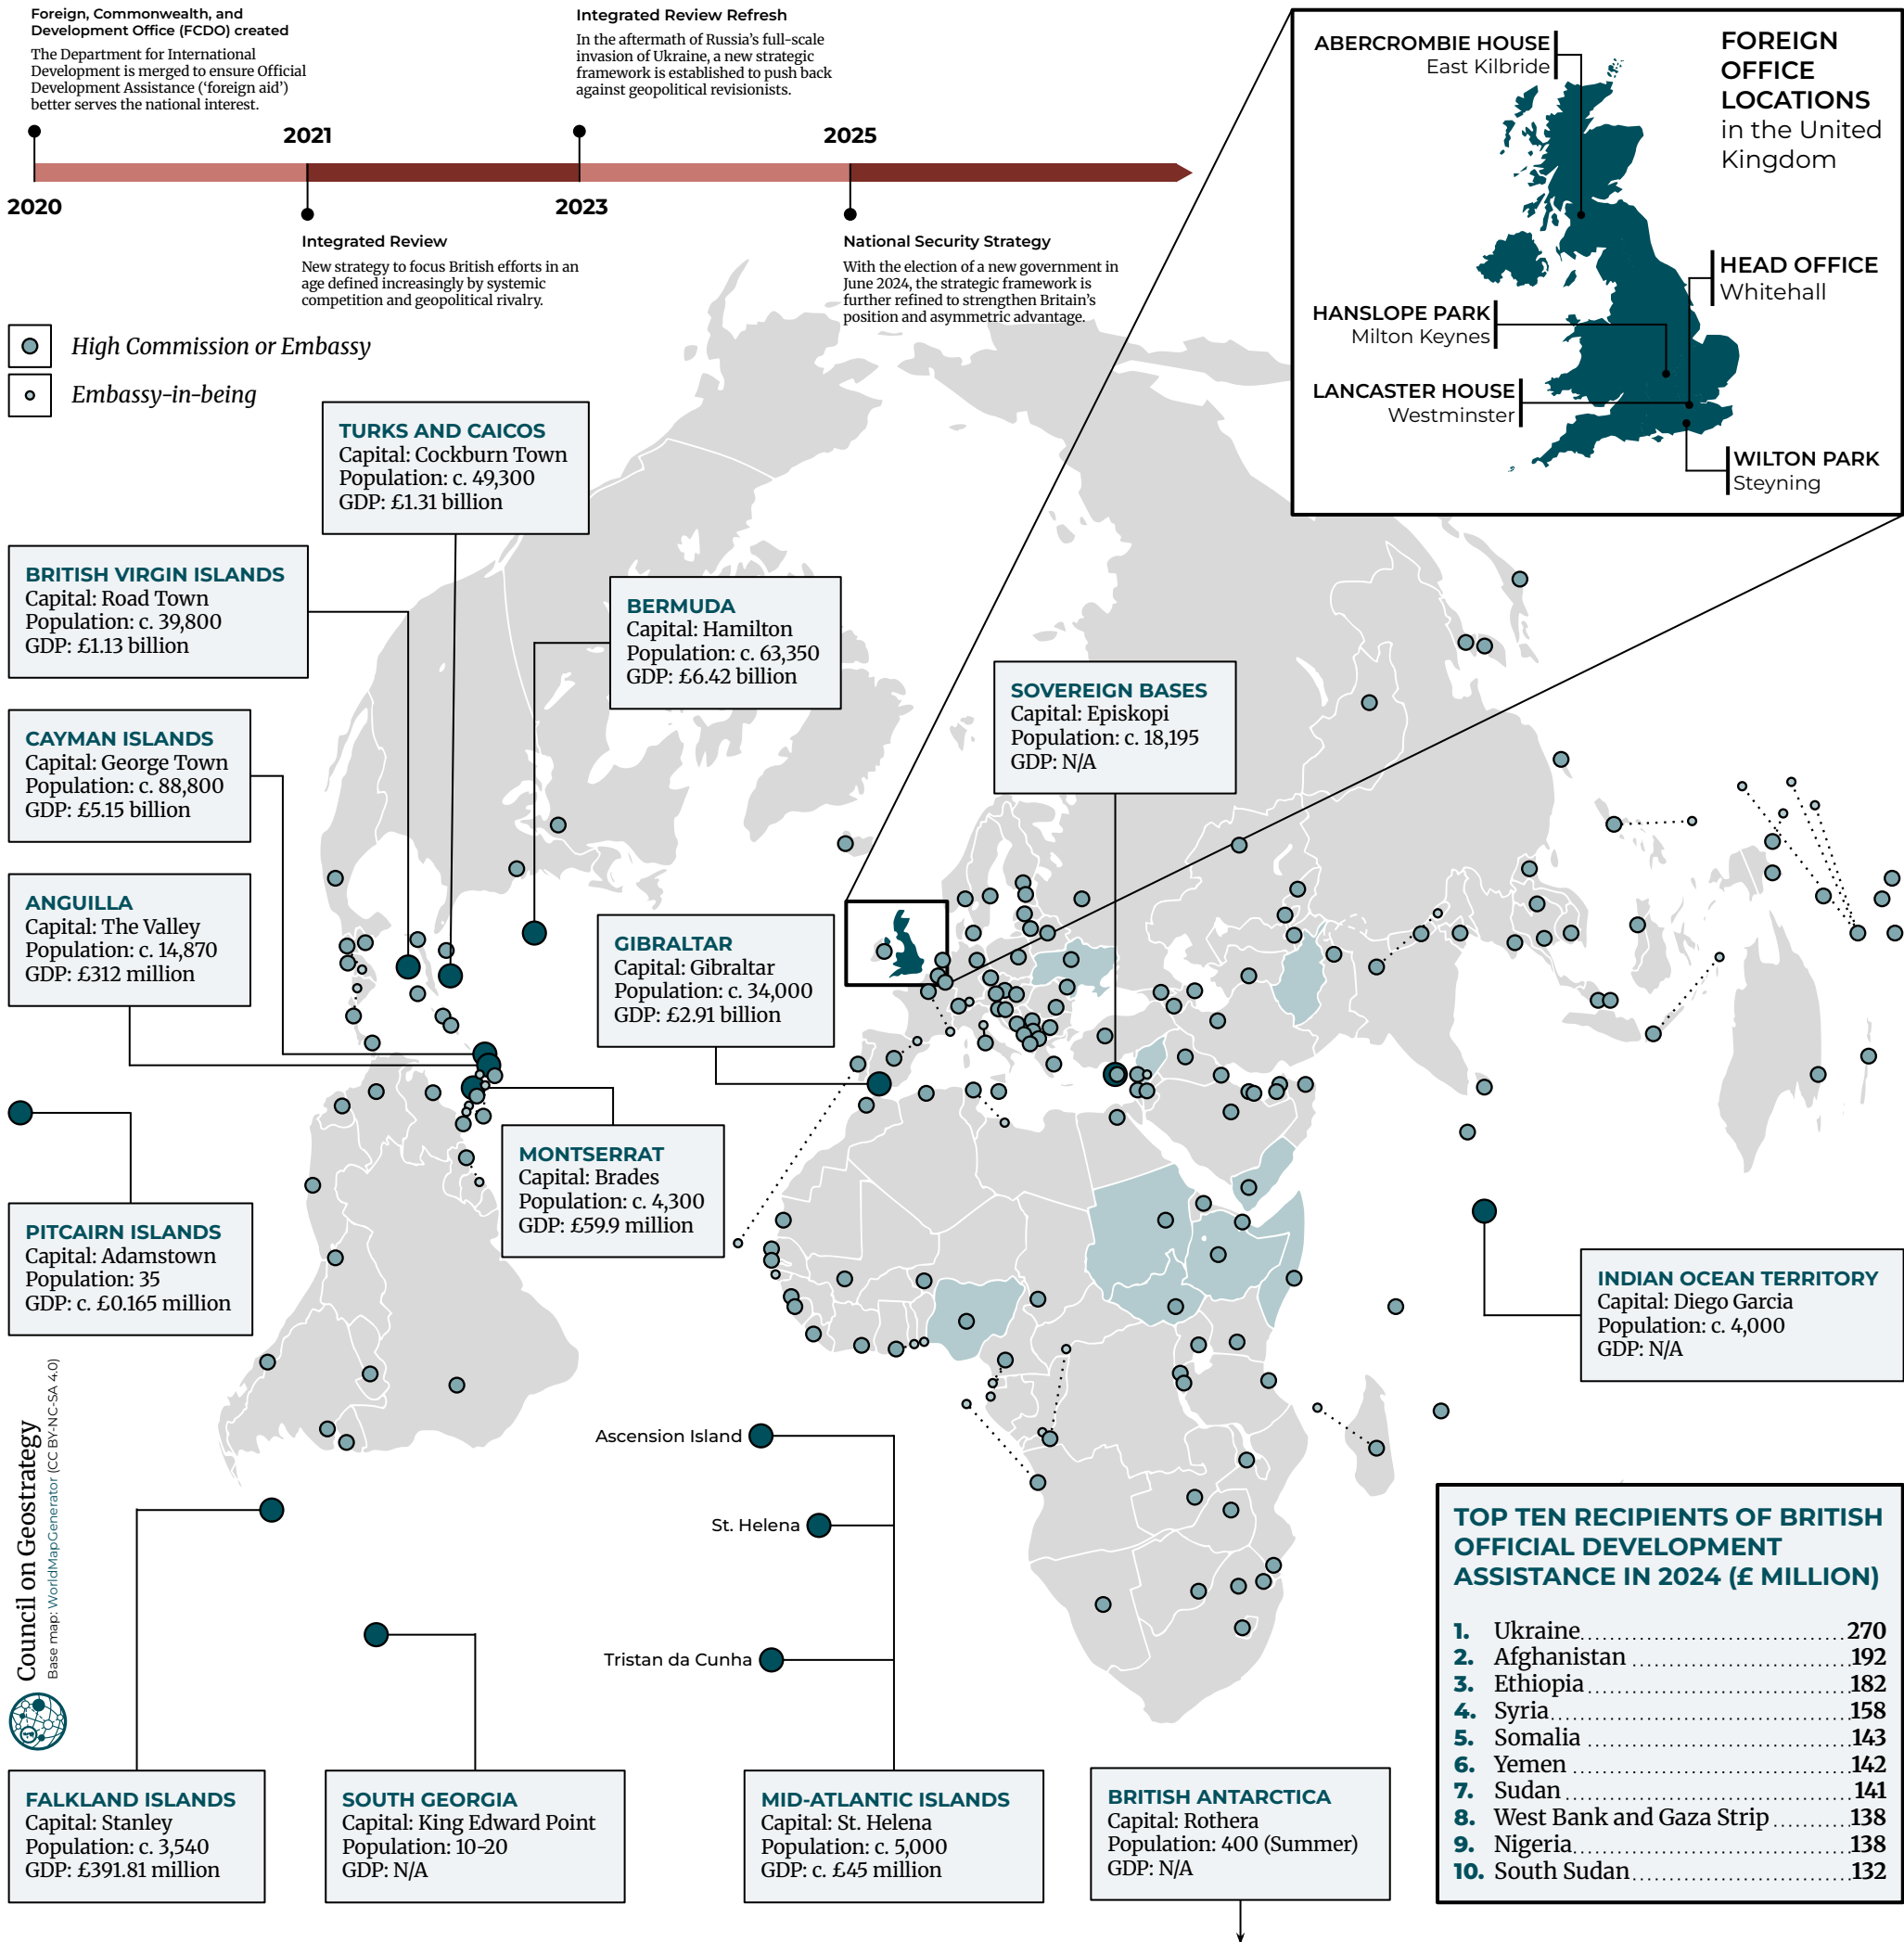 Foreign, Commonwealth, and
Development Office (FCDO) created
The Department for International
Development is merged to ensure Official
Development Assistance (‘foreign aid’)
better serves the national interest.
Integrated Review Refresh
In the aftermath of Russia’s full-scale
invasion of Ukraine, a new strategic
framework is established to push back
against geopolitical revisionists.
2021
2025
2020
2023
Integrated Review
New strategy to focus British efforts in an
age defined increasingly by systemic
competition and geopolitical rivalry.
National Security Strategy
With the election of a new government in
June 2024, the strategic framework is
further refined to strengthen Britain’s
position and asymmetric advantage.
FOREIGN
OFFICE
LOCATIONS
in the United
Kingdom
ABERCROMBIE HOUSE
East Kilbride
HEAD OFFICE
Whitehall
HANSLOPE PARK
Milton Keynes
LANCASTER HOUSE
Westminster
WILTON PARK
Steyning
High Commission or Embassy
Embassy-in-being
TURKS AND CAICOS
Capital: Cockburn Town
Population: c. 49,300
GDP: £1.31 billion
BRITISH VIRGIN ISLANDS
Capital: Road Town
Population: c. 39,800
GDP: £1.13 billion
BERMUDA
Capital: Hamilton
Population: c. 63,350
GDP: £6.42 billion
SOVEREIGN BASES
Capital: Episkopi
Population: c. 18,195
GDP: N/A
CAYMAN ISLANDS
Capital: George Town
Population: c. 88,800
GDP: £5.15 billion
ANGUILLA
Capital: The Valley
Population: c. 14,870
GDP: £312 million
GIBRALTAR
Capital: Gibraltar
Population: c. 34,000
GDP: £2.91 billion
MONTSERRAT
Capital: Brades
Population: c. 4,300
GDP: £59.9 million
PITCAIRN ISLANDS
Capital: Adamstown
Population: 35
GDP: c. £0.165 million
INDIAN OCEAN TERRITORY
Capital: Diego Garcia
Population: c. 4,000
GDP: N/A
Ascension Island
St. Helena
Tristan da Cunha
Council on Geostrategy
Base map: WorldMapGenerator (CC BY-NC-SA 4.0)
FALKLAND ISLANDS
Capital: Stanley
Population: c. 3,540
GDP: £391.81 million
SOUTH GEORGIA
Capital: King Edward Point
Population: 10-20
GDP: N/A
MID-ATLANTIC ISLANDS
Capital: St. Helena
Population: c. 5,000
GDP: c. £45 million
BRITISH ANTARCTICA
Capital: Rothera
Population: 400 (Summer)
GDP: N/A
TOP TEN RECIPIENTS OF BRITISH
OFFICIAL DEVELOPMENT
ASSISTANCE IN 2024 (£ MILLION)
1. Ukraine 270
2. Afghanistan 192
3. Ethiopia 182
4. Syria 158
5. Somalia 143
6. Yemen 142
7. Sudan 141
8. West Bank and Gaza Strip 138
9. Nigeria 138
10. South Sudan 132